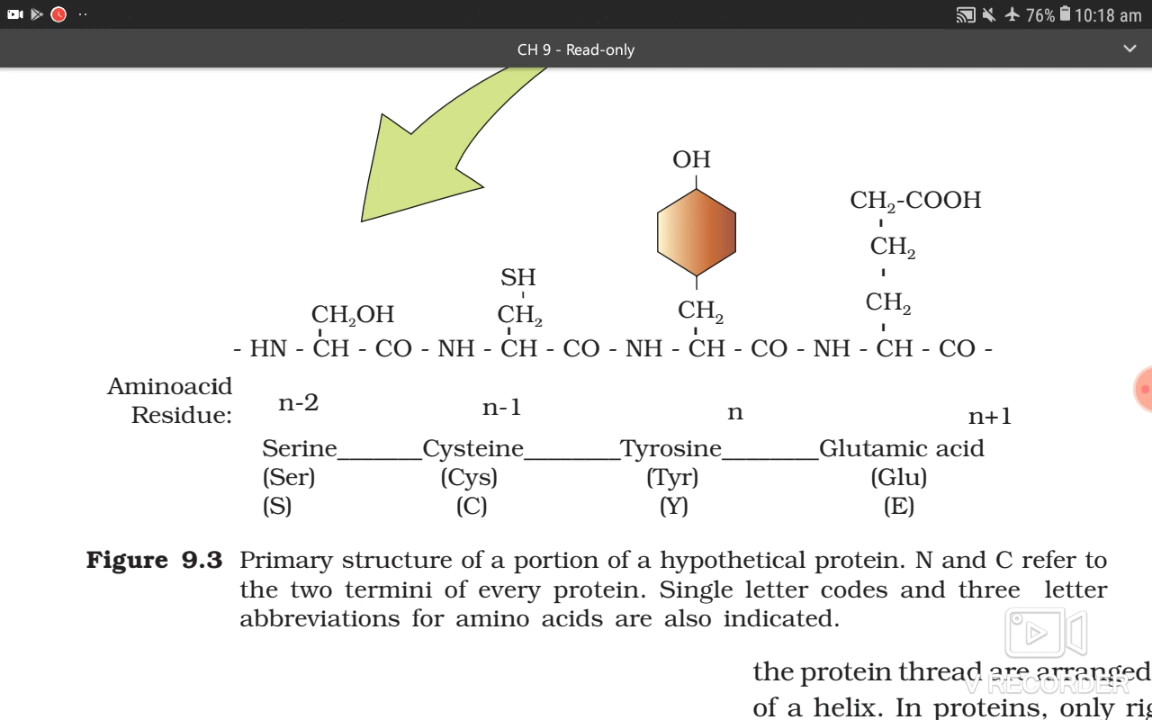 76% 10:18 am
CH 9 - Read-only
OH
CH₂-COOH
CH₂
SH
CH₂
CH₂OH CH₂ CH₂
- HN - CH - CO - NH - CH - CO - NH - CH - CO - NH - CH - CO -
Aminoacid
Residue: n-2 n-1 n n+1
Serine______Cysteine_______Tyrosine_______Glutamic acid
(Ser) (Cys) (Tyr) (Glu)
(S) (C) (Y) (E)
Figure 9.3 Primary structure of a portion of a hypothetical protein. N and C refer to
the two termini of every protein. Single letter codes and three letter
abbreviations for amino acids are also indicated.
the protein thread are arranged
V RECORDER
of a helix. In proteins, only